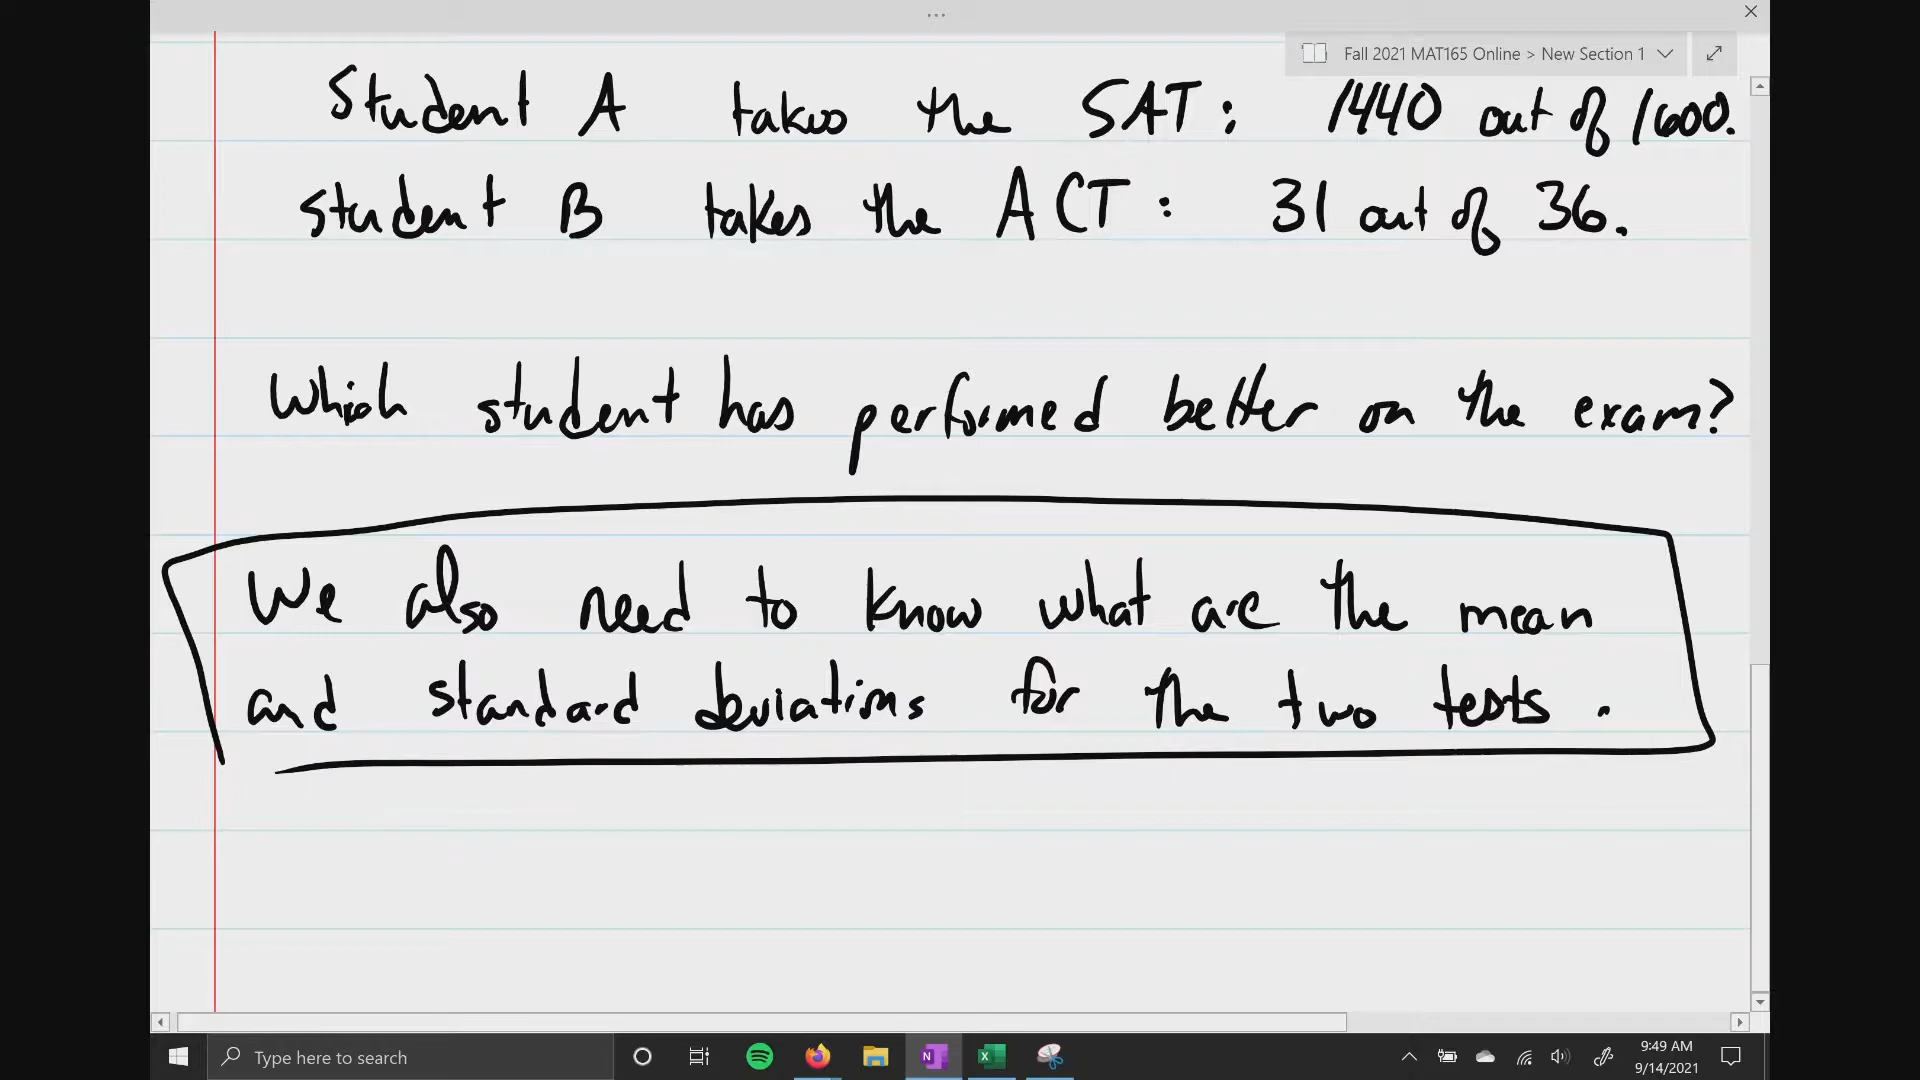 ...
Fall 2021 MAT165 Online > New Section 1
Student A takes the SAT: 1440 out of 1600.
student B takes the ACT: 31 out of 36.
Which student has performed better on the exam?
We also need to know what are the mean
and standard deviations for the two tests.
Type here to search
9:49 AM
9/14/2021